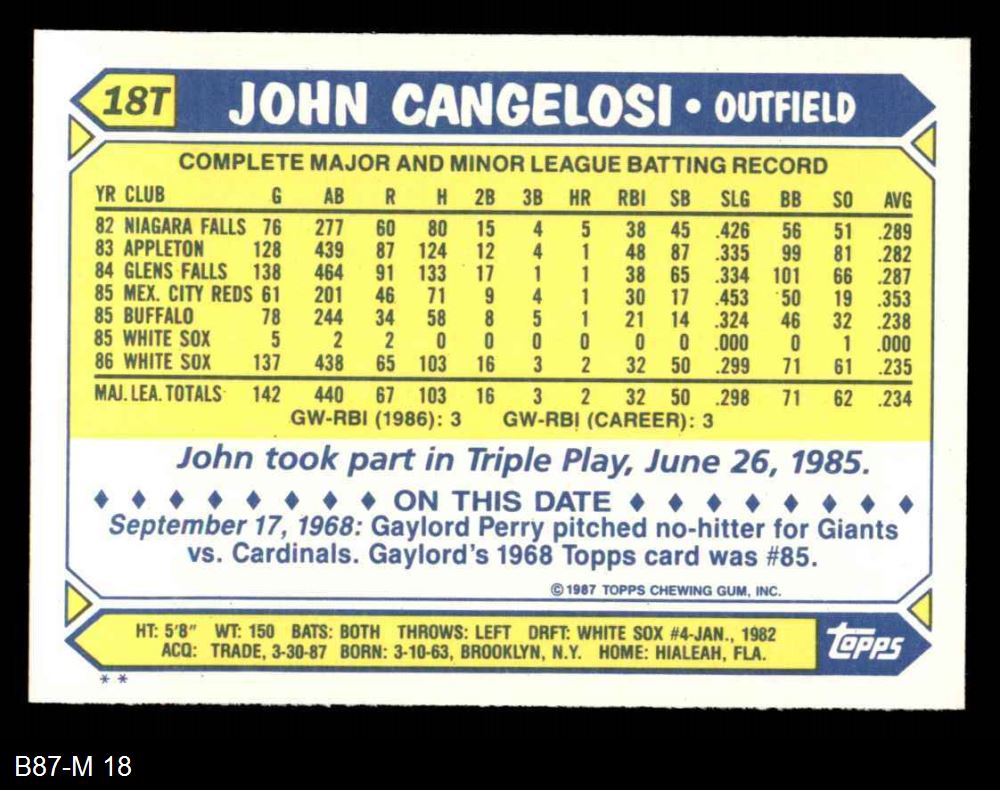 18T JOHN CANGELOSI • OUTFIELD
COMPLETE MAJOR AND MINOR LEAGUE BATTING RECORD
YR CLUB G AB R H 2B 3B HR RBI SB SLG BB SO AVG
82 NIAGARA FALLS 76 277 60 80 15 4 5 38 45 .426 56 51 .289
83 APPLETON 128 439 87 124 12 4 1 48 87 .335 99 81 .282
84 GLENS FALLS 138 464 91 133 17 1 1 38 65 .334 101 66 .287
85 MEX. CITY REDS 61 201 46 71 9 4 1 30 17 .453 50 19 .353
85 BUFFALO 78 244 34 58 8 5 1 21 14 .324 46 32 .238
85 WHITE SOX 5 2 2 0 0 0 0 0 0 .000 0 1 .000
86 WHITE SOX 137 438 65 103 16 3 2 32 50 .299 71 61 .235
MAJ. LEA. TOTALS 142 440 67 103 16 3 2 32 50 .298 71 62 .234
GW-RBI (1986): 3 GW-RBI (CAREER): 3
John took part in Triple Play, June 26, 1985.
♦ ♦ ♦ ♦ ♦ ♦ ♦ ♦ ON THIS DATE ♦ ♦ ♦ ♦ ♦ ♦ ♦ ♦
September 17, 1968: Gaylord Perry pitched no-hitter for Giants
vs. Cardinals. Gaylord's 1968 Topps card was #85.
© 1987 TOPPS CHEWING GUM, INC.
HT: 5'8" WT: 150 BATS: BOTH THROWS: LEFT DRFT: WHITE SOX #4-JAN., 1982
ACQ: TRADE, 3-30-87 BORN: 3-10-63, BROOKLYN, N.Y. HOME: HIALEAH, FLA.
topps
* *
B87-M 18